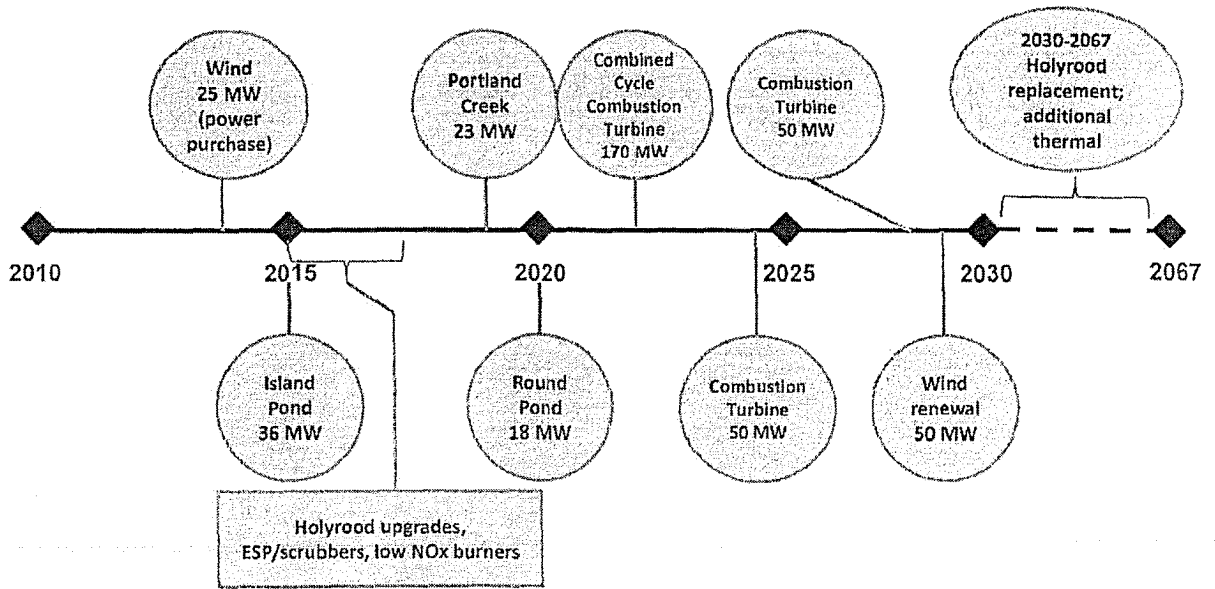 Wind
25 MW
(power
purchase)
Portland
Creek
23 MW
Combined
Cycle
Combustion
Turbine
170 MW
Combustion
Turbine
50 MW
2030-2067
Holyrood
replacement;
additional
thermal
2010
2015
2020
2025
2030
2067
Island
Pond
36 MW
Round
Pond
18 MW
Combustion
Turbine
50 MW
Wind
renewal
50 MW
Holyrood upgrades,
ESP/scrubbers, low NOx burners